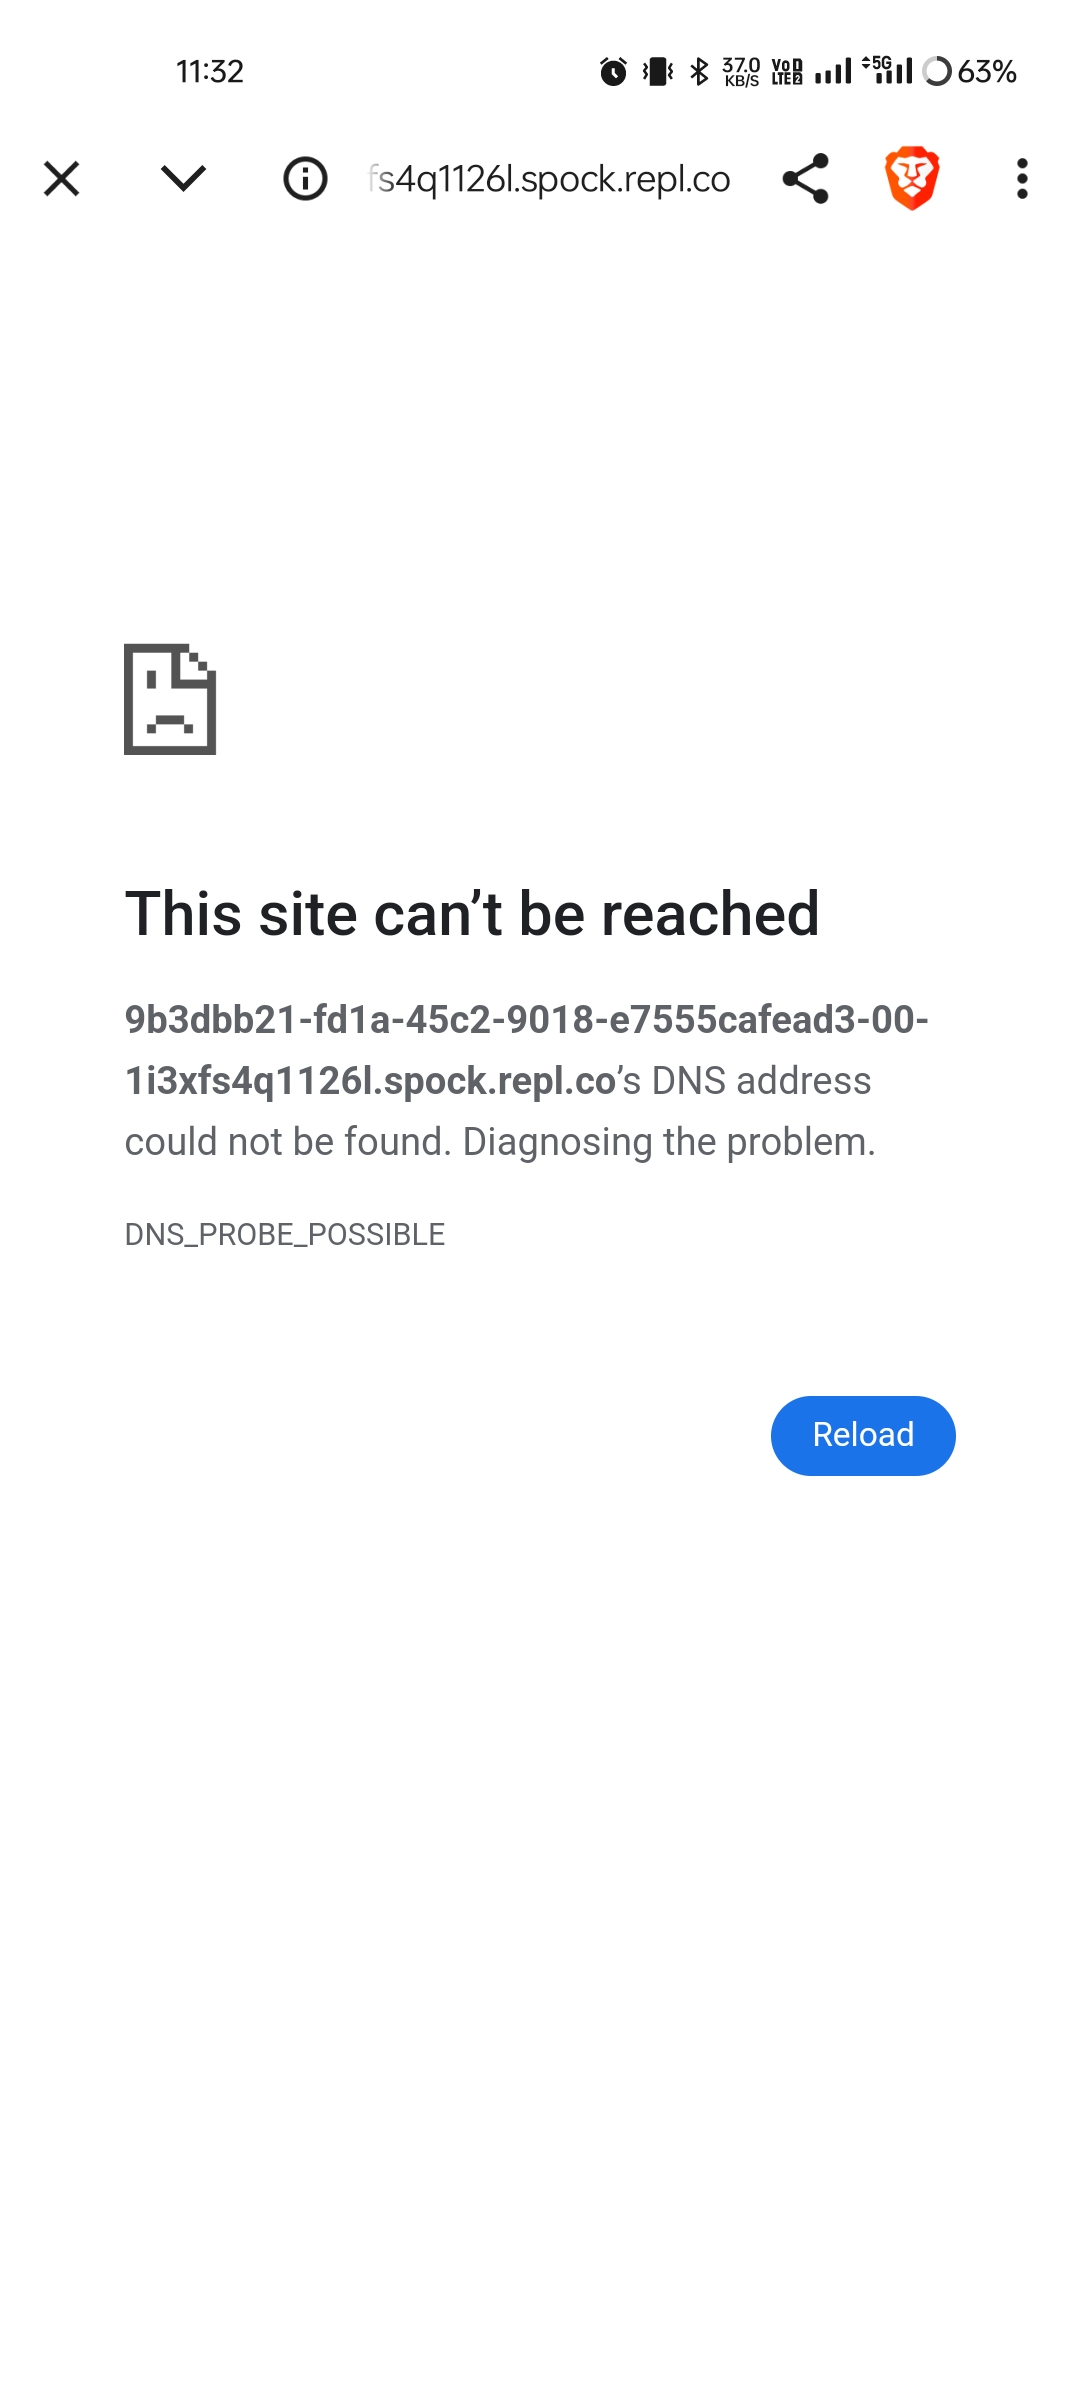 11:32
37.0 KB/S VoD LTE2 5G 63%
fs4q1126l.spock.repl.co
This site can’t be reached
9b3dbb21-fd1a-45c2-9018-e7555cafead3-00-
1i3xfs4q1126l.spock.repl.co’s DNS address
could not be found. Diagnosing the problem.
DNS_PROBE_POSSIBLE
Reload